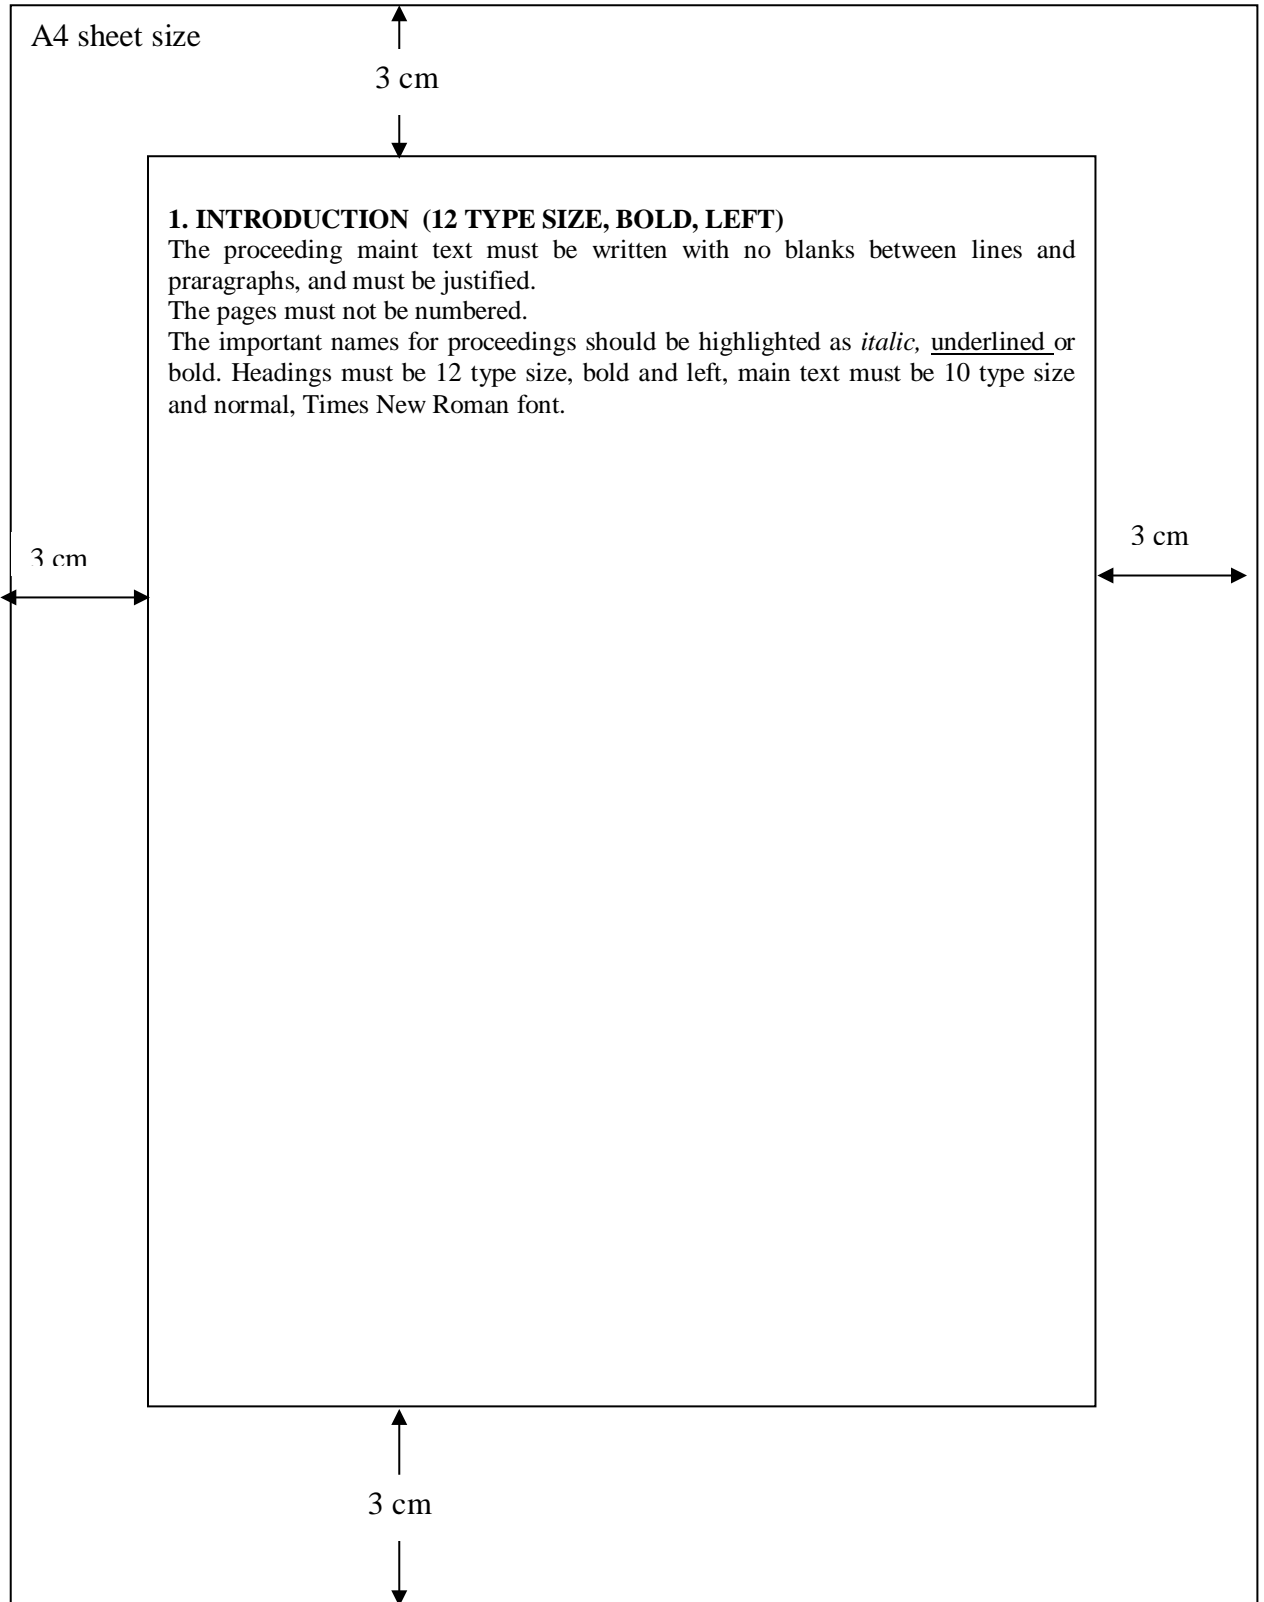 A4 sheet size
3 cm
1. INTRODUCTION  (12 TYPE SIZE, BOLD, LEFT)
The proceeding maint text must be written with no blanks between lines and
praragraphs, and must be justified.
The pages must not be numbered.
The important names for proceedings should be highlighted as italic, underlined or
bold. Headings must be 12 type size, bold and left, main text must be 10 type size
and normal, Times New Roman font.
3 cm
3 cm
3 cm